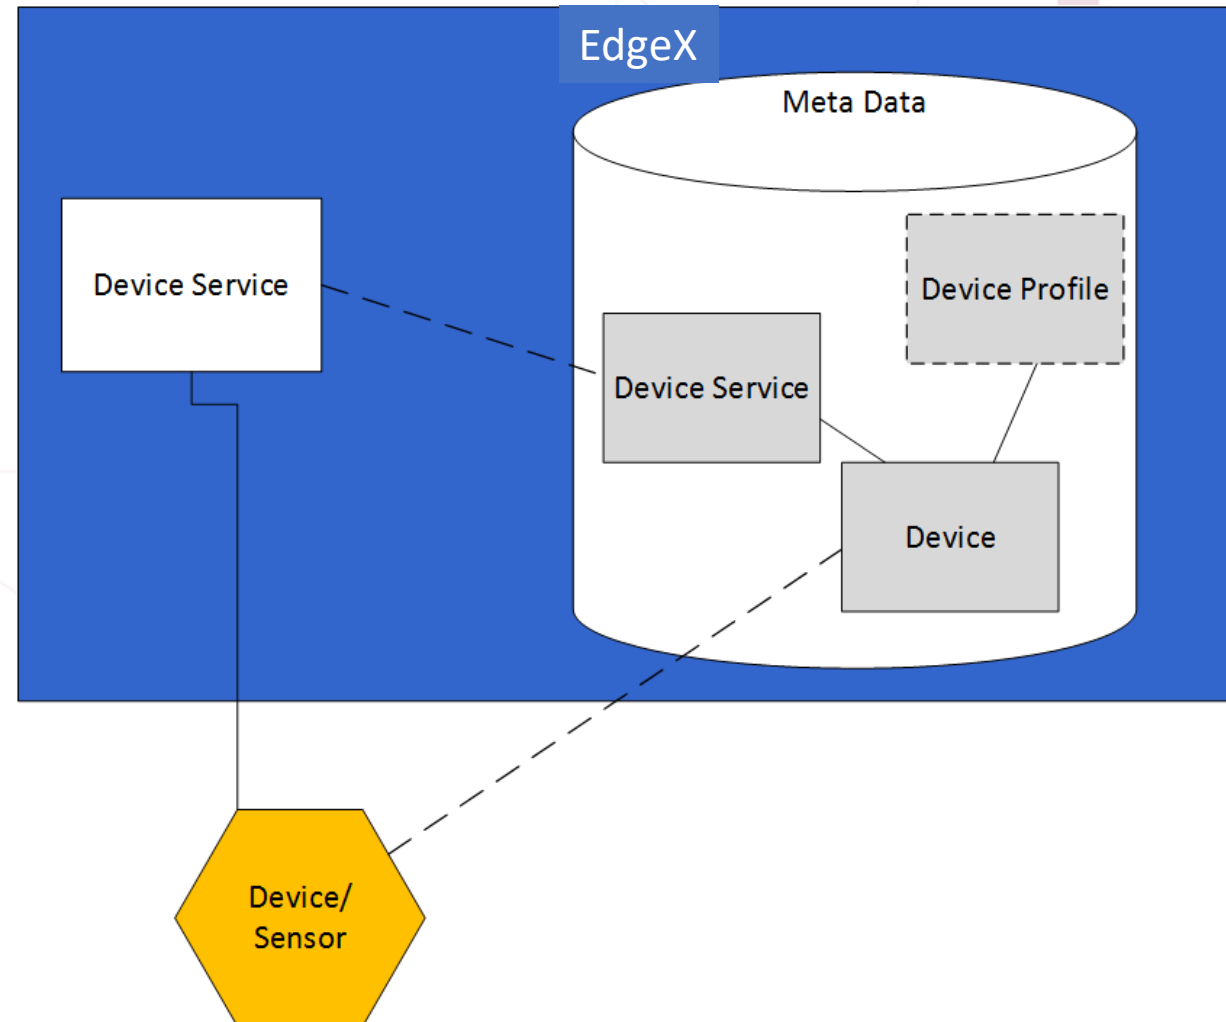 EdgeX
Meta Data
Device Service
Device Profile
Device Service
Device
Device/
Sensor